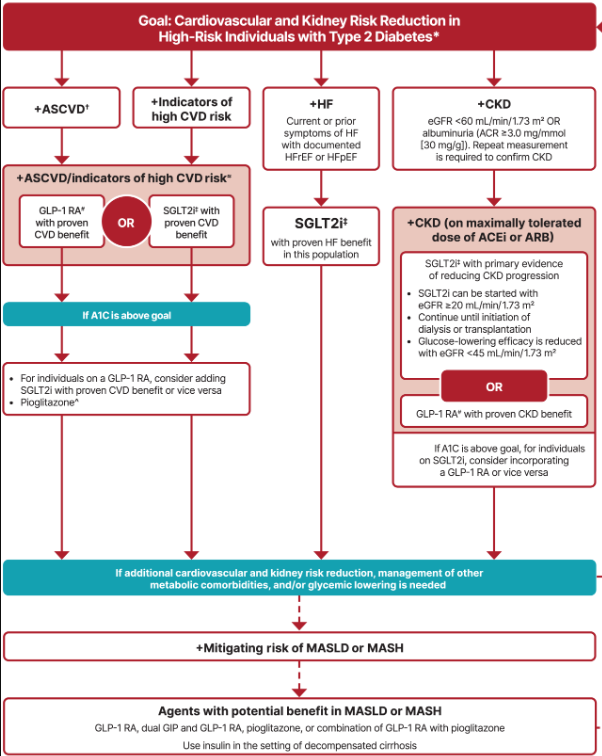 Goal: Cardiovascular and Kidney Risk Reduction in
High-Risk Individuals with Type 2 Diabetes*
+ASCVD†
+Indicators of
high CVD risk
+HF
Current or prior
symptoms of HF
with documented
HFrEF or HFpEF
+CKD
eGFR <60 mL/min/1.73 m² OR
albuminuria (ACR ≥3.0 mg/mmol
[30 mg/g]). Repeat measurement
is required to confirm CKD
+ASCVD/indicators of high CVD risk°
GLP-1 RA# with proven CVD benefit
OR
SGLT2i‡ with
proven CVD
benefit
SGLT2i‡
with proven HF benefit
in this population
+CKD (on maximally tolerated
dose of ACEi or ARB)
SGLT2i‡ with primary evidence
of reducing CKD progression
• SGLT2i can be started with
eGFR ≥20 mL/min/1.73 m²
• Continue until initiation of
dialysis or transplantation
• Glucose-lowering efficacy is reduced
with eGFR <45 mL/min/1.73 m²
OR
GLP-1 RA# with proven CKD benefit
If A1C is above goal, for individuals
on SGLT2i, consider incorporating
a GLP-1 RA or vice versa
If A1C is above goal
• For individuals on a GLP-1 RA, consider adding
SGLT2i with proven CVD benefit or vice versa
• Pioglitazone^
If additional cardiovascular and kidney risk reduction, management of other
metabolic comorbidities, and/or glycemic lowering is needed
+Mitigating risk of MASLD or MASH
Agents with potential benefit in MASLD or MASH
GLP-1 RA, dual GIP and GLP-1 RA, pioglitazone, or combination of GLP-1 RA with pioglitazone
Use insulin in the setting of decompensated cirrhosis